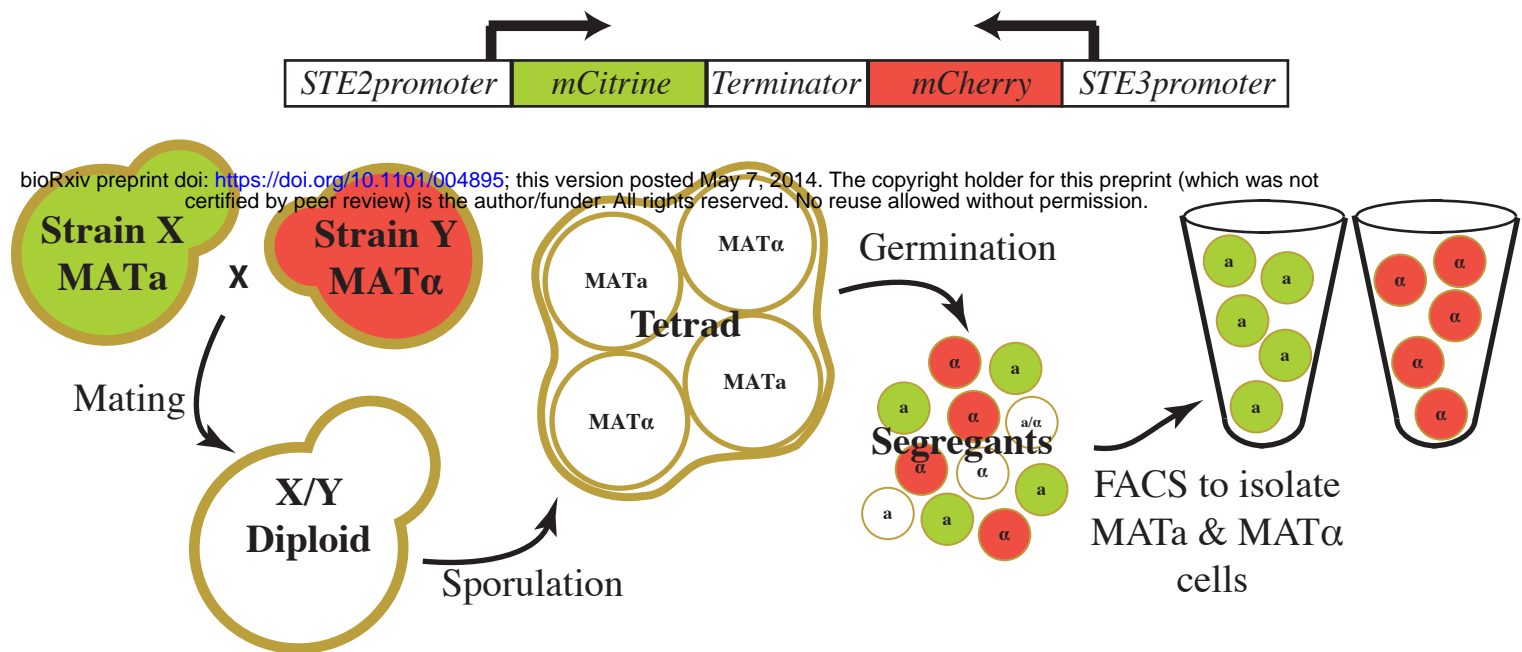 STE2promoter mCitrine Terminator mCherry STE3promoter
bioRxiv preprint doi: https://doi.org/10.1101/004895; this version posted May 7, 2014. The copyright holder for this preprint (which was not
certified by peer review) is the author/funder. All rights reserved. No reuse allowed without permission.
Strain X
MATa
X
Strain Y
MATα
Mating
X/Y
Diploid
Sporulation
MATa
MATα
Tetrad
MATa
MATα
Germination
α
a
a
α
a/α
Segregants
α
α
a
a
a
α
FACS to isolate
MATa & MATα
cells
a
a
a
a
a
α
α
α
α
α